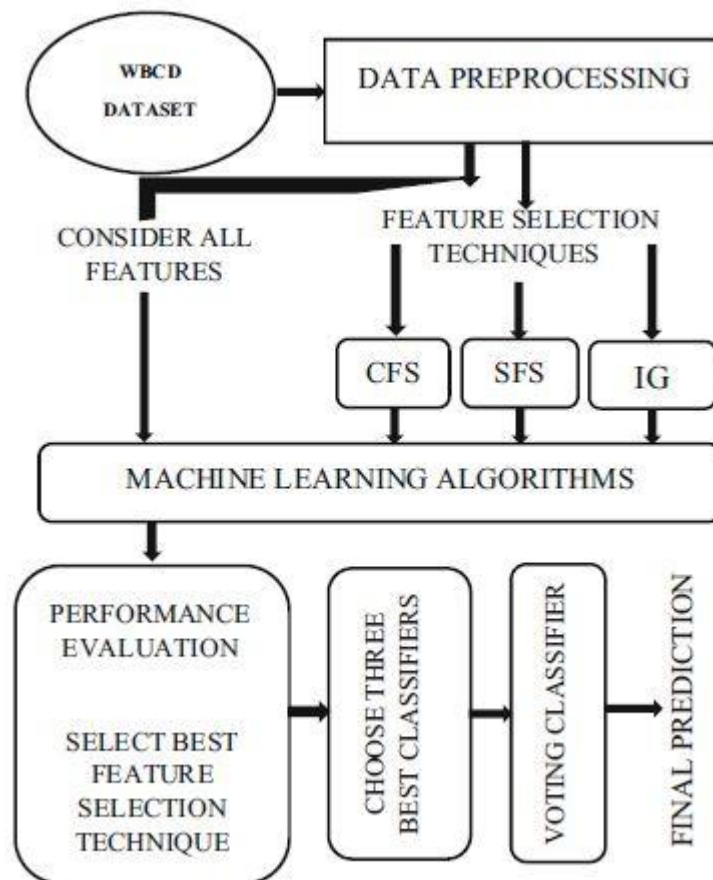 WBCD
DATASET
DATA PREPROCESSING
CONSIDER ALL
FEATURES
FEATURE SELECTION
TECHNIQUES
CFS
SFS
IG
MACHINE LEARNING ALGORITHMS
PERFORMANCE
EVALUATION
SELECT BEST
FEATURE
SELECTION
TECHNIQUE
CHOOSE THREE
BEST CLASSIFIERS
VOTING CLASSIFIER
FINAL PREDICTION